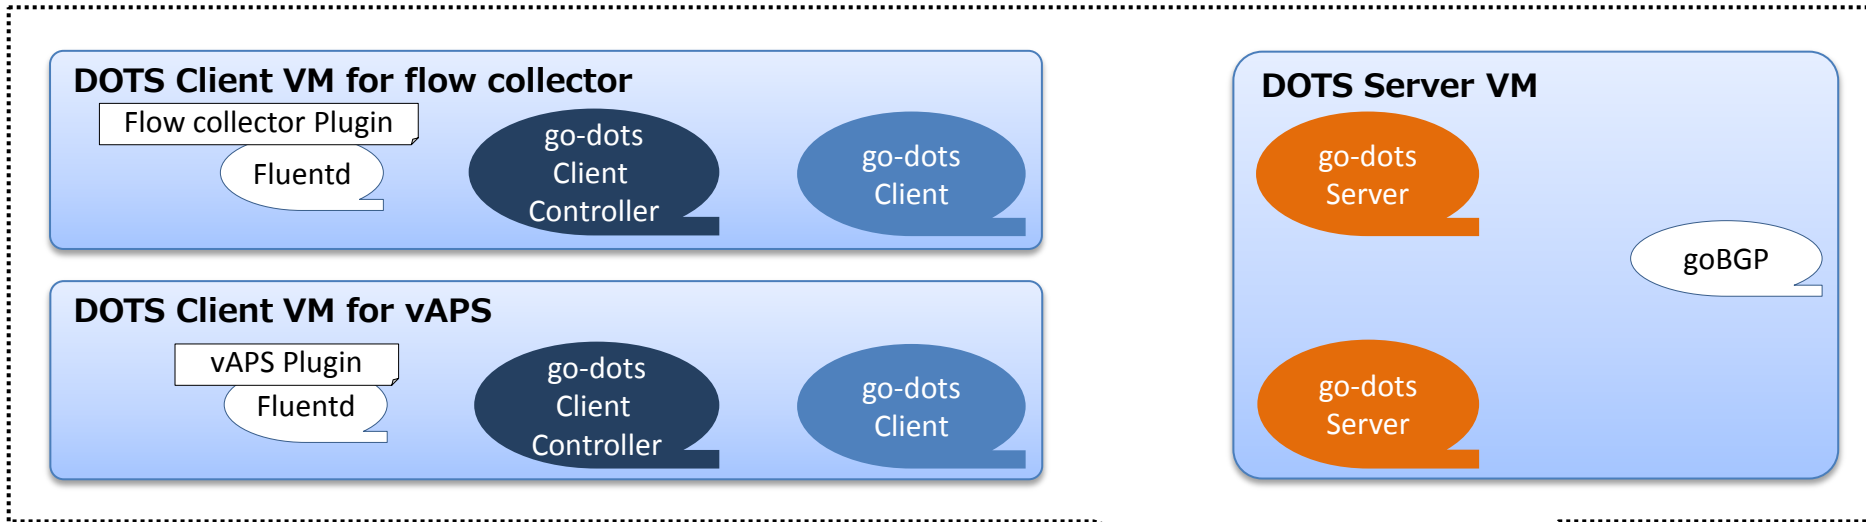 DOTS Client VM for flow collector
Flow collector Plugin
Fluentd
go-dots
Client
Controller
go-dots
Client
DOTS Client VM for vAPS
vAPS Plugin
Fluentd
go-dots
Client
Controller
go-dots
Client
DOTS Server VM
go-dots
Server
goBGP
go-dots
Server